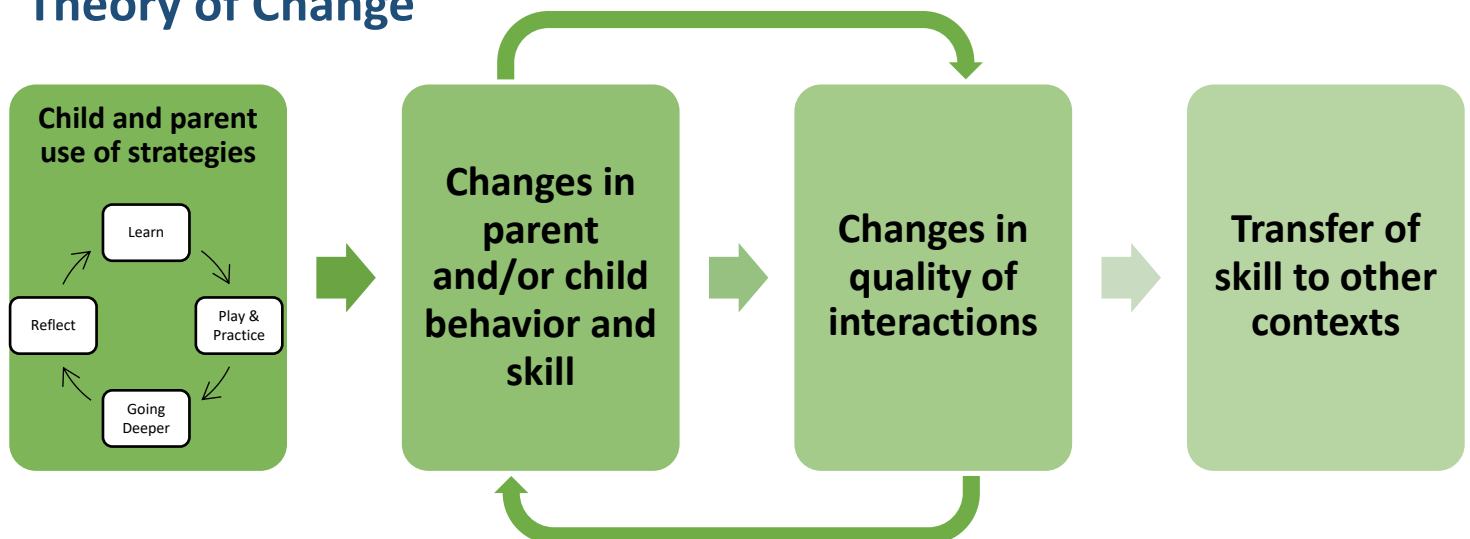 Theory of Change
Child and parent
use of strategies
Learn
Play &
Practice
Going
Deeper
Reflect
Changes in
parent
and/or child
behavior and
skill
Changes in
quality of
interactions
Transfer of
skill to other
contexts